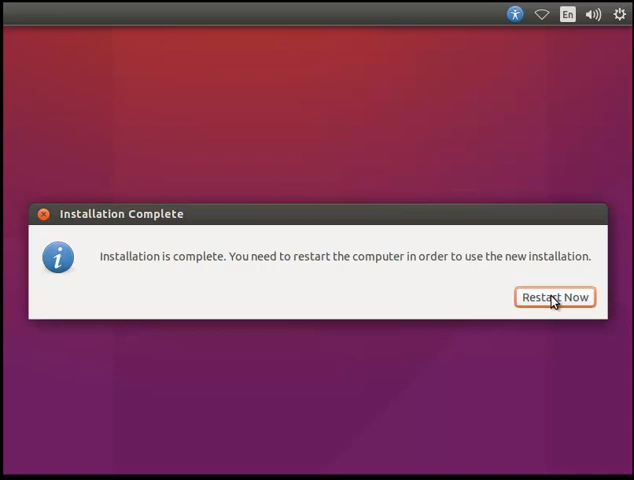 En
Installation Complete
Installation is complete. You need to restart the computer in order to use the new installation.
Restart Now